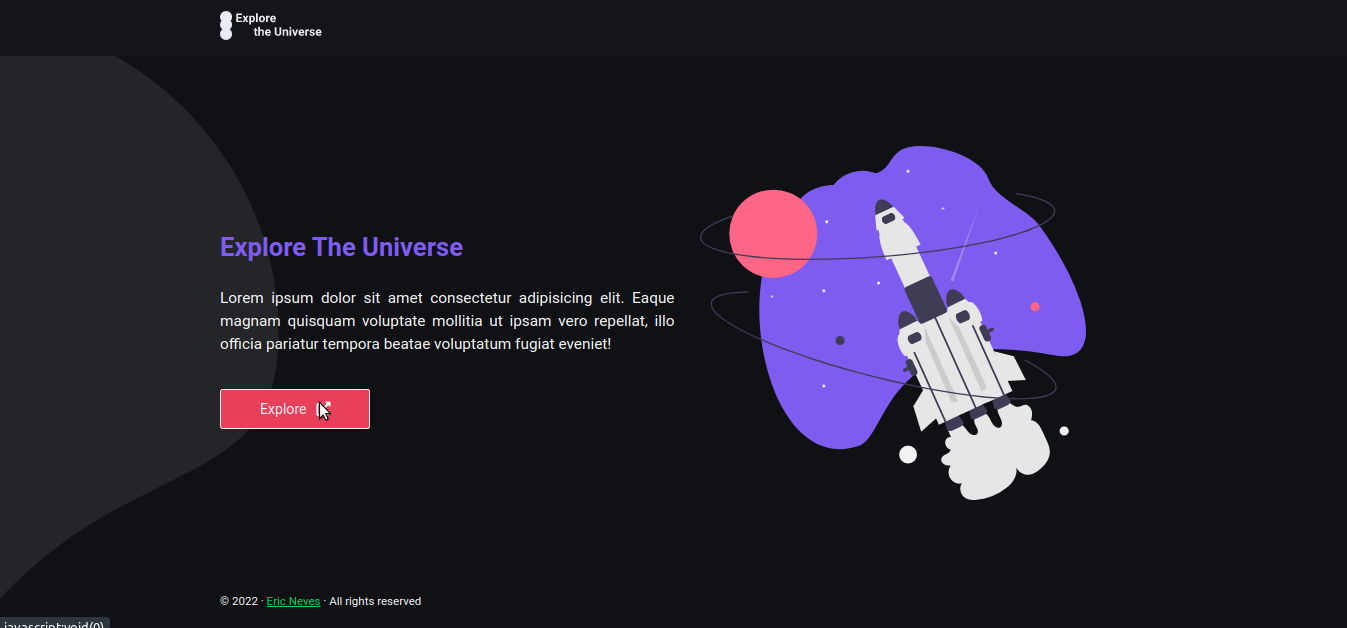 Explore
the Universe
Explore The Universe
Lorem ipsum dolor sit amet consectetur adipisicing elit. Eaque
magnam quisquam voluptate mollitia ut ipsam vero repellat, illo
officia pariatur tempora beatae voluptatum fugiat eveniet!
Explore
© 2022 · Eric Neves · All rights reserved
javascript:void(0)